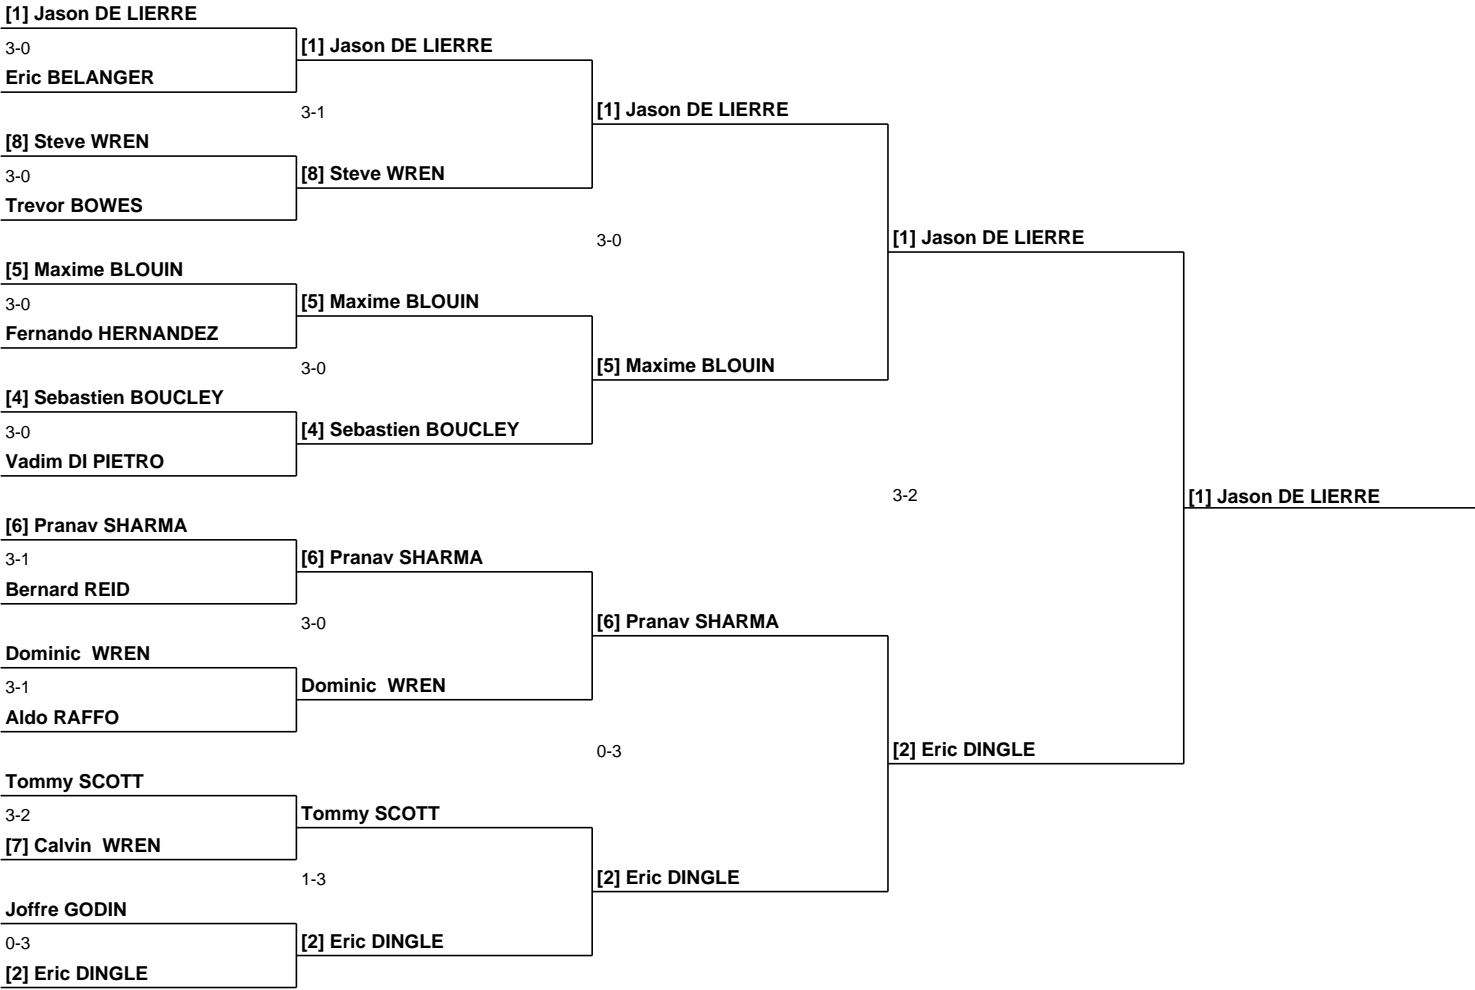 [1] Jason DE LIERRE
3-0
Eric BELANGER
[8] Steve WREN
3-0
Trevor BOWES
[5] Maxime BLOUIN
3-0
Fernando HERNANDEZ
[4] Sebastien BOUCLEY
3-0
Vadim DI PIETRO
[6] Pranav SHARMA
3-1
Bernard REID
Dominic  WREN
3-1
Aldo RAFFO
Tommy SCOTT
3-2
[7] Calvin  WREN
Joffre GODIN
0-3
[2] Eric DINGLE
[1] Jason DE LIERRE
3-1
[8] Steve WREN
[5] Maxime BLOUIN
3-0
[4] Sebastien BOUCLEY
[6] Pranav SHARMA
3-0
Dominic  WREN
Tommy SCOTT
1-3
[2] Eric DINGLE
[1] Jason DE LIERRE
3-0
[5] Maxime BLOUIN
[6] Pranav SHARMA
0-3
[2] Eric DINGLE
[1] Jason DE LIERRE
3-2
[2] Eric DINGLE
[1] Jason DE LIERRE